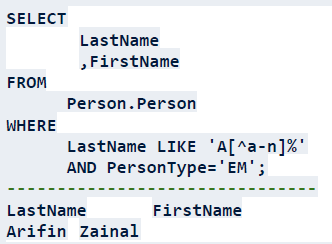 SELECT
LastName
,FirstName
FROM
Person.Person
WHERE
LastName LIKE 'A[^a-n]%'
AND PersonType='EM';
-------------------------------
LastName FirstName
Arifin Zainal